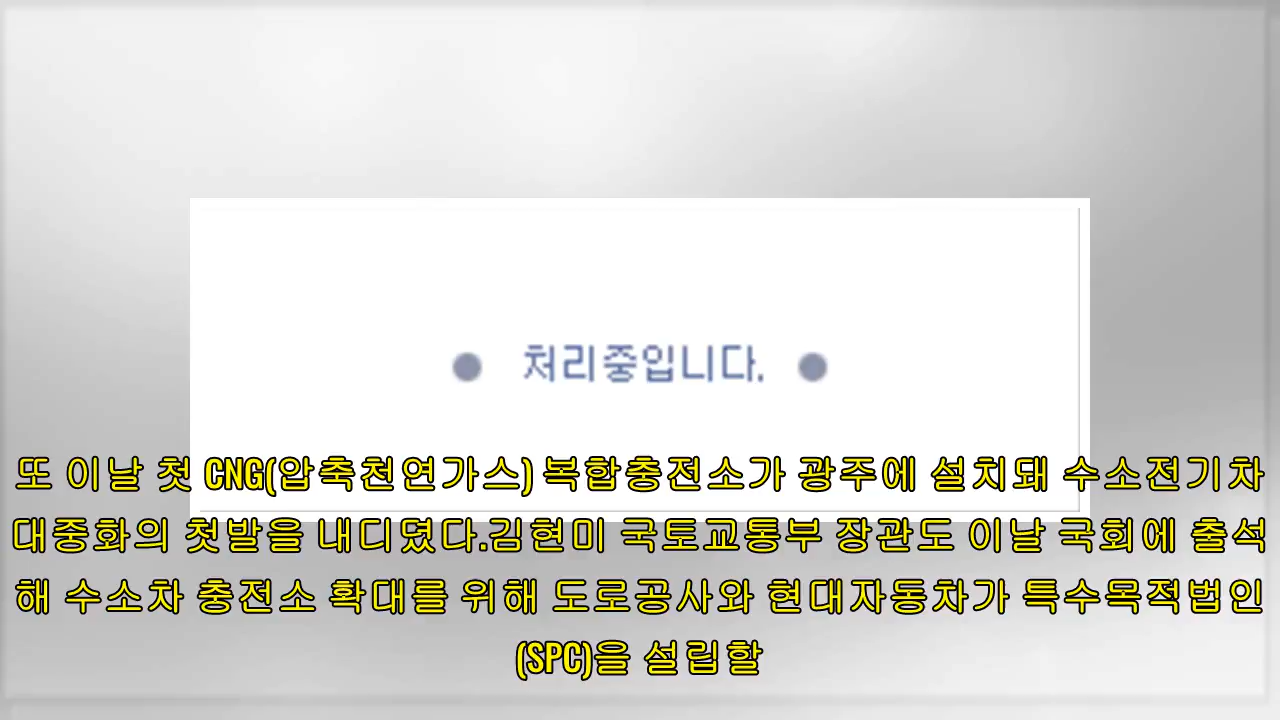 ● 처리중입니다. ●
또 이날 첫 CNG(압축천연가스) 복합충전소가 광주에 설치돼 수소전기차
대중화의 첫발을 내디뎠다.김현미 국토교통부 장관도 이날 국회에 출석
해 수소차 충전소 확대를 위해 도로공사와 현대자동차가 특수목적법인
(SPC)을 설립할